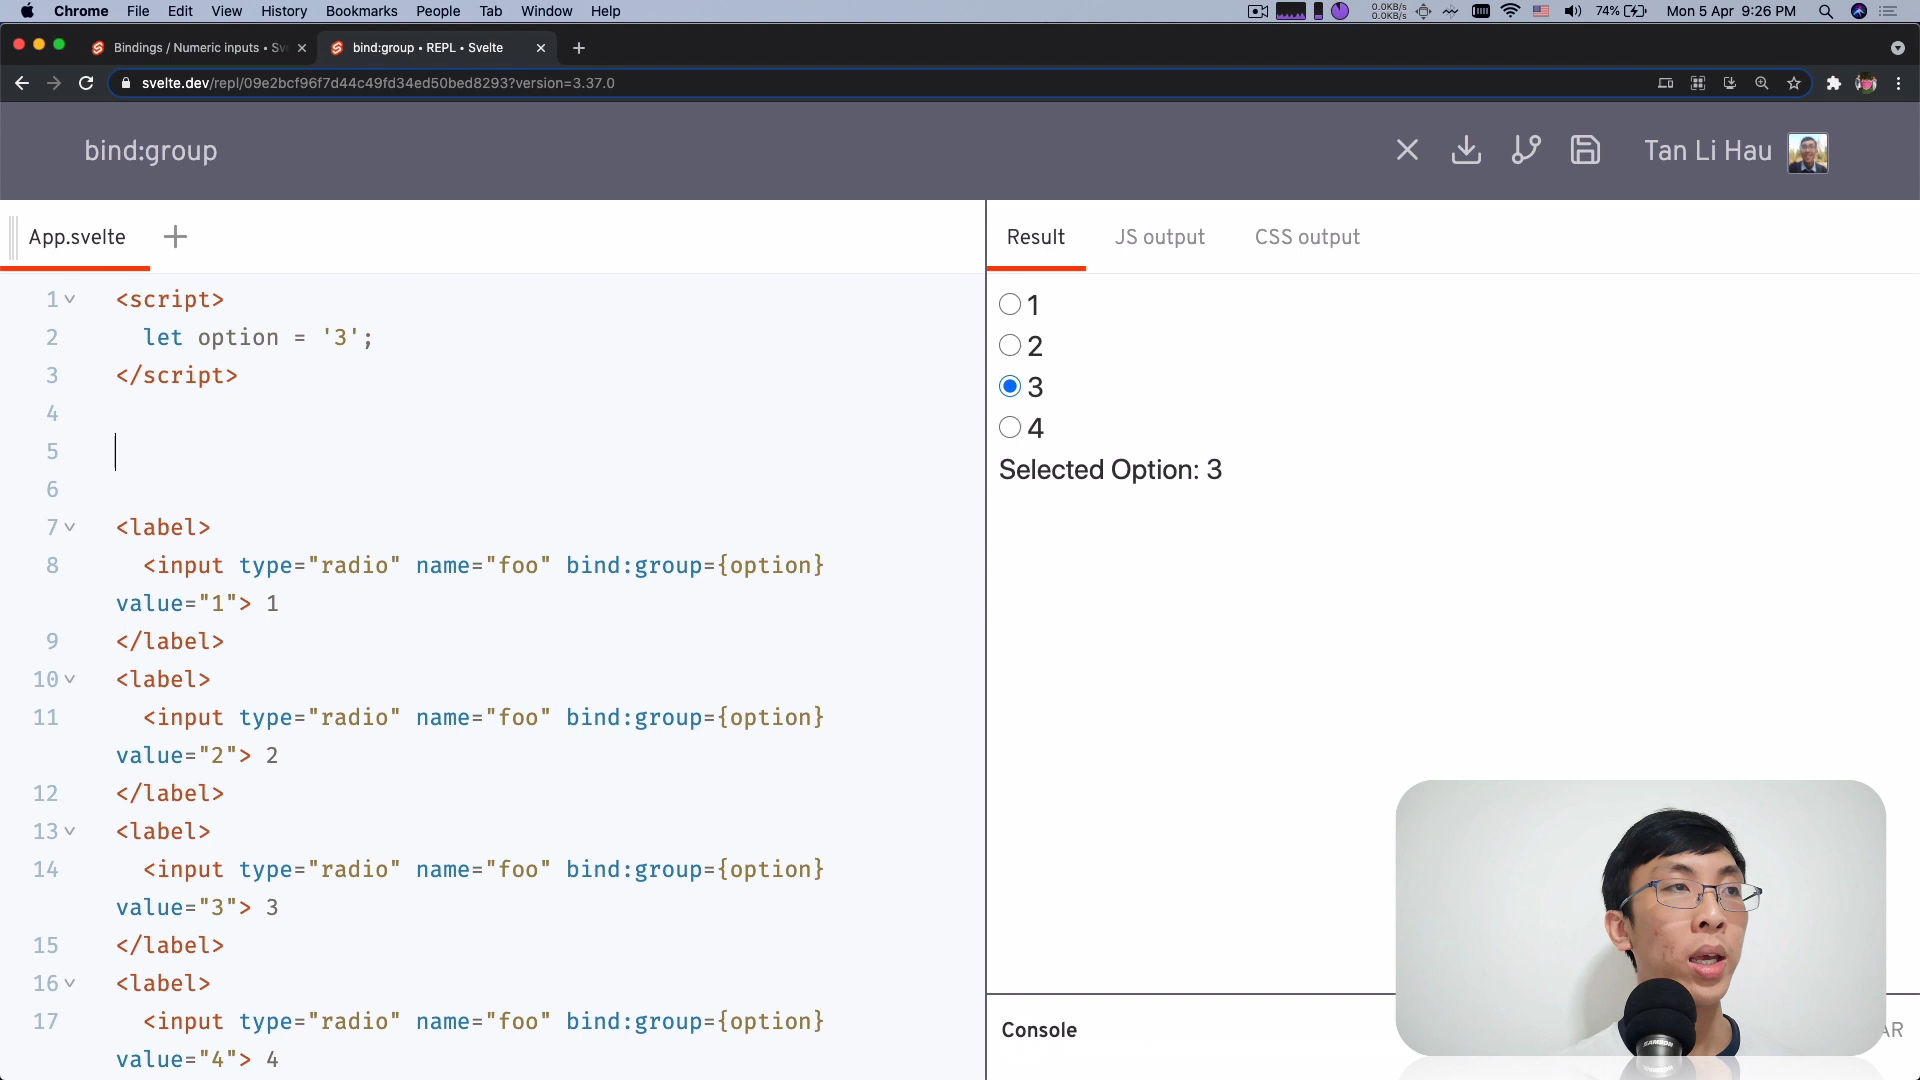 Chrome File Edit View History Bookmarks People Tab Window Help
0.0KB/s
0.0KB/s
74%
Mon 5 Apr 9:26 PM
Bindings / Numeric inputs • Sv
bind:group • REPL • Svelte
svelte.dev/repl/09e2bcf96f7d44c49fd34ed50bed8293?version=3.37.0
bind:group
Tan Li Hau
App.svelte
Result JS output CSS output
1 <script>
2 let option = '3';
3 </script>
4
5
6
7 <label>
8 <input type="radio" name="foo" bind:group={option}
value="1"> 1
9 </label>
10 <label>
11 <input type="radio" name="foo" bind:group={option}
value="2"> 2
12 </label>
13 <label>
14 <input type="radio" name="foo" bind:group={option}
value="3"> 3
15 </label>
16 <label>
17 <input type="radio" name="foo" bind:group={option}
value="4"> 4
1
2
3
4
Selected Option: 3
Console
AR
SAMSON